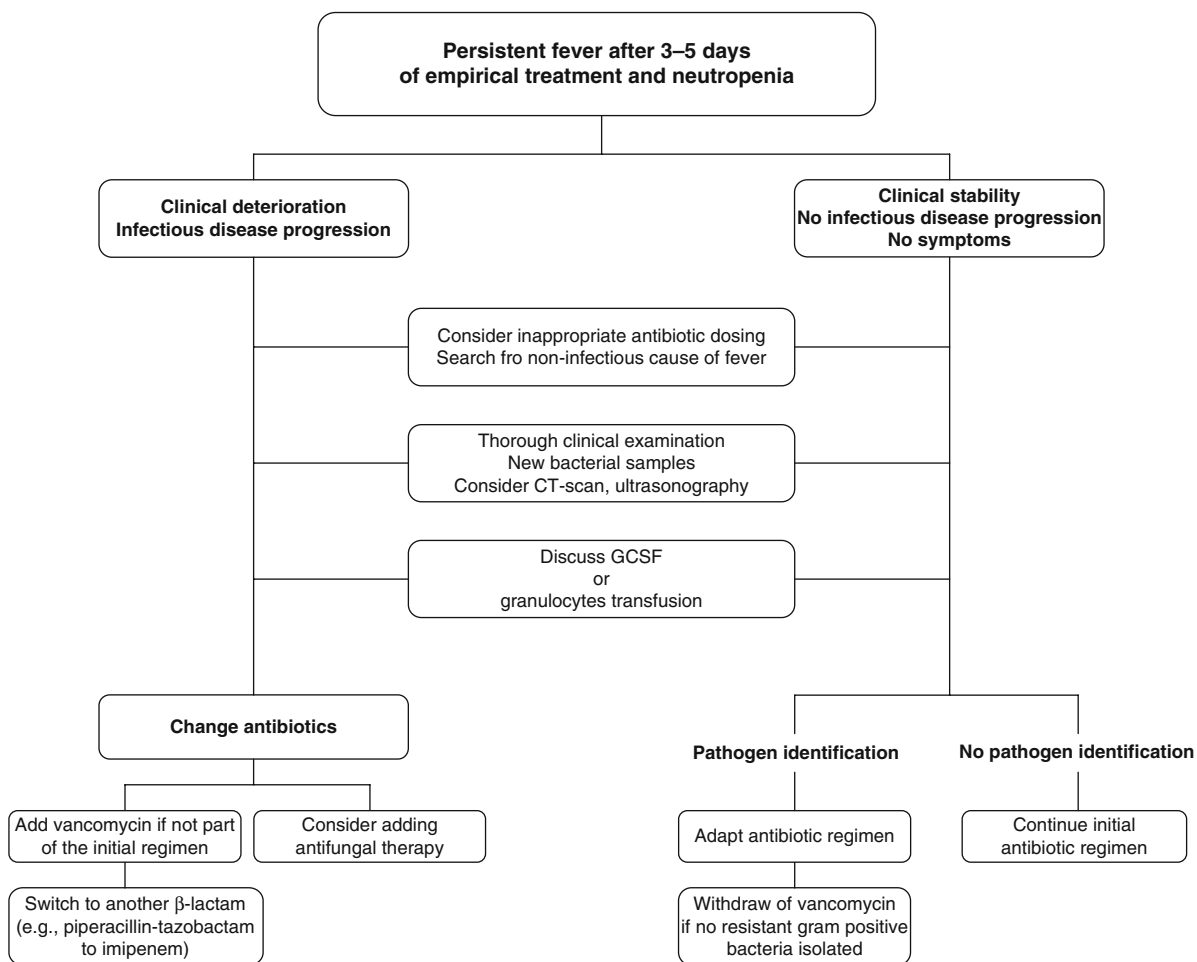 Persistent fever after 3–5 days
of empirical treatment and neutropenia
Clinical deterioration
Infectious disease progression
Clinical stability
No infectious disease progression
No symptoms
Consider inappropriate antibiotic dosing
Search fro non-infectious cause of fever
Thorough clinical examination
New bacterial samples
Consider CT-scan, ultrasonography
Discuss GCSF
or
granulocytes transfusion
Change antibiotics
Add vancomycin if not part
of the initial regimen
Consider adding
antifungal therapy
Switch to another β-lactam
(e.g., piperacillin-tazobactam
to imipenem)
Pathogen identification
No pathogen identification
Adapt antibiotic regimen
Continue initial
antibiotic regimen
Withdraw of vancomycin
if no resistant gram positive
bacteria isolated